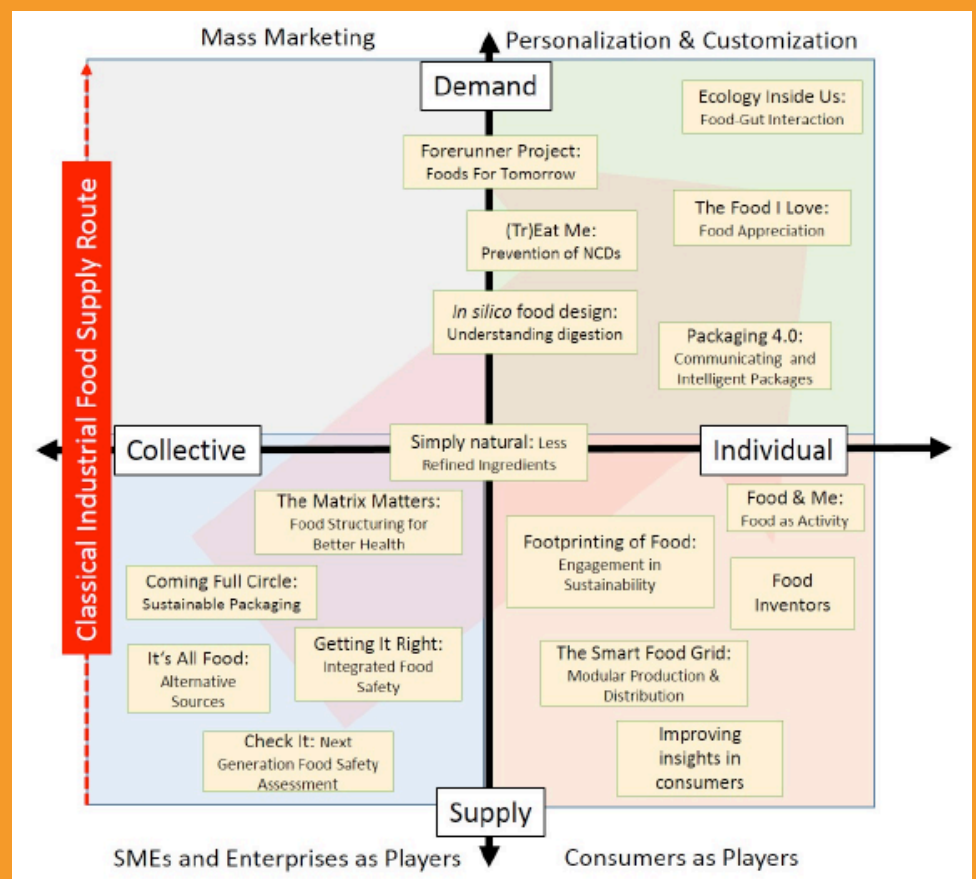 Mass Marketing
Personalization & Customization
Demand
Ecology Inside Us:
Food-Gut Interaction
Forerunner Project:
Foods For Tomorrow
The Food I Love:
Food Appreciation
(Tr)Eat Me:
Prevention of NCDs
In silico food design:
Understanding digestion
Packaging 4.0:
Communicating and
Intelligent Packages
Classical Industrial Food Supply Route
Collective
Simply natural: Less
Refined Ingredients
Individual
The Matrix Matters:
Food Structuring for
Better Health
Food & Me:
Food as Activity
Footprinting of Food:
Engagement in
Sustainability
Coming Full Circle:
Sustainable Packaging
Food
Inventors
It's All Food:
Alternative
Sources
Getting It Right:
Integrated Food
Safety
The Smart Food Grid:
Modular Production &
Distribution
Check It: Next
Generation Food Safety
Assessment
Improving
insights in
consumers
Supply
SMEs and Enterprises as Players
Consumers as Players